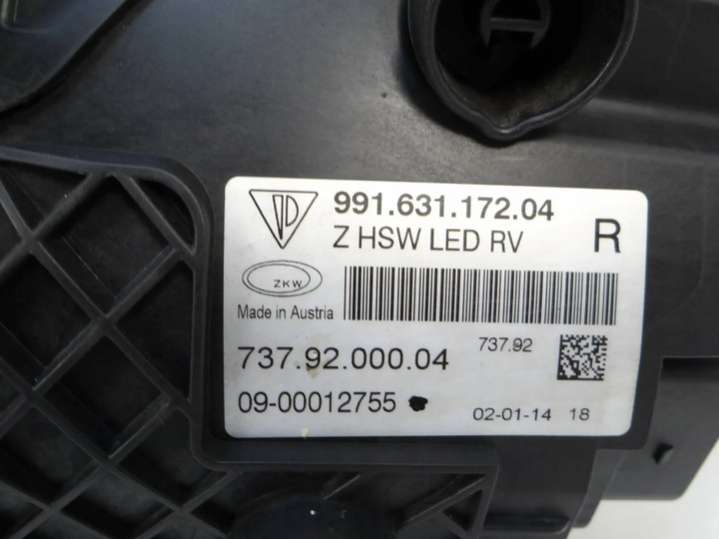 991.631.172.04
Z HSW LED RV R
ZKW
Made in Austria
737.92.000.04 737.92
09-00012755 02-01-14 18